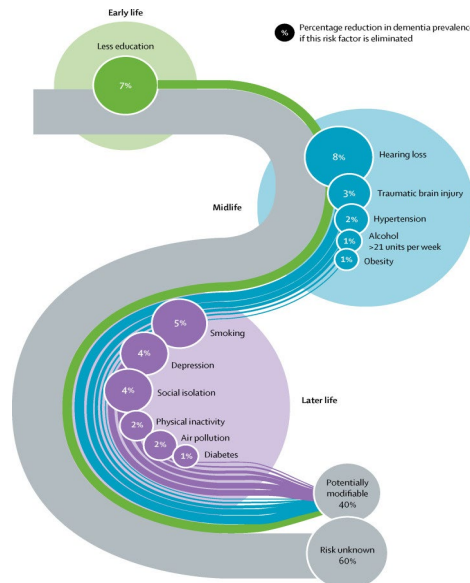 Early life
Less education
7%
%
Percentage reduction in dementia prevalence
if this risk factor is eliminated
8%
Hearing loss
3%
Traumatic brain injury
Midlife
2%
Hypertension
1%
Alcohol
>21 units per week
1%
Obesity
5%
Smoking
4%
Depression
4%
Social isolation
2%
Physical inactivity
2%
Air pollution
1%
Diabetes
Later life
Potentially
modifiable
40%
Risk unknown
60%